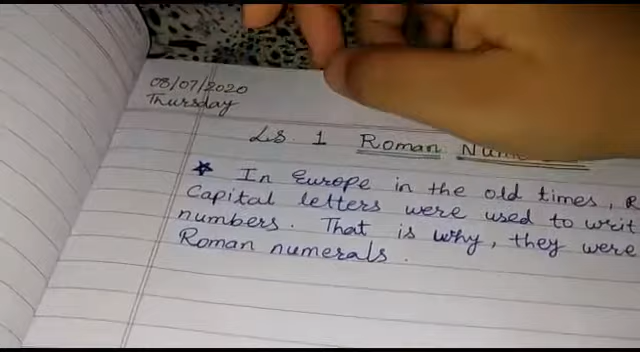 08/07/2020
Thursday
Ls. 1 Roman
* In Europe in the old times, R
Capital letters were used to writ
numbers. That is why, they were
Roman numerals.